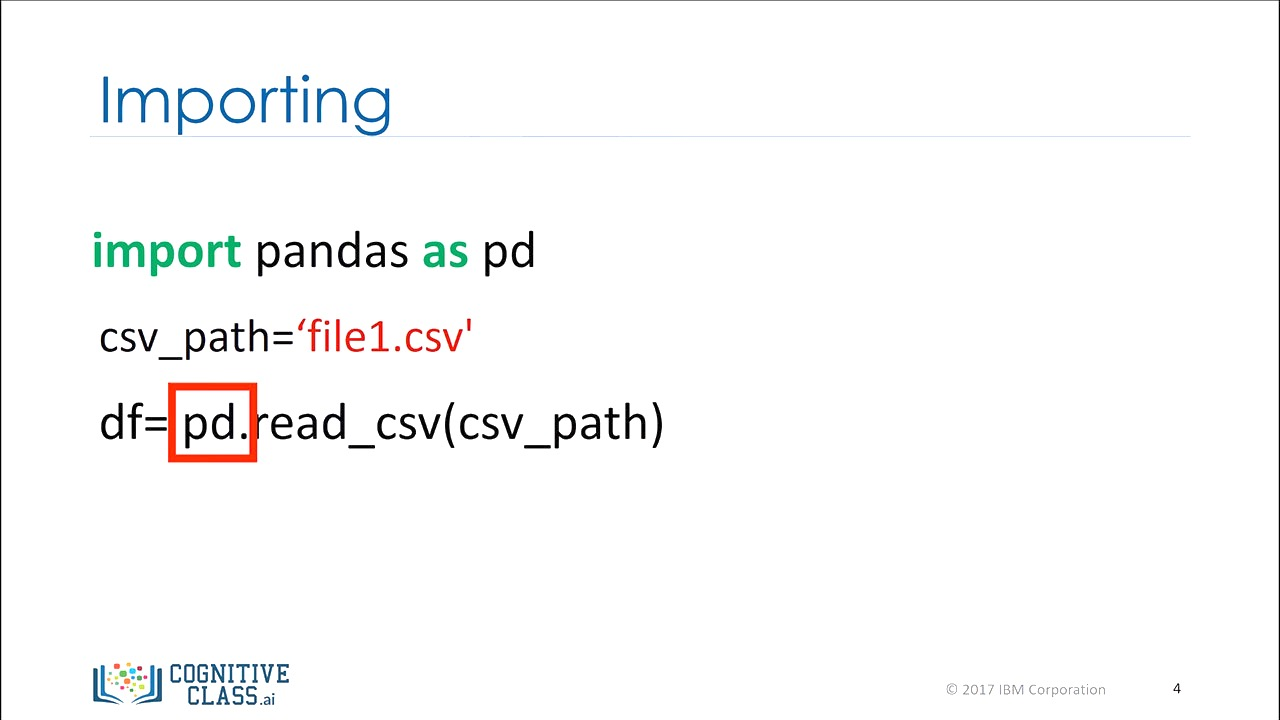 Importing
import pandas as pd
csv_path=‘file1.csv'
df= pd.read_csv(csv_path)
COGNITIVE
CLASS.ai
© 2017 IBM Corporation
4